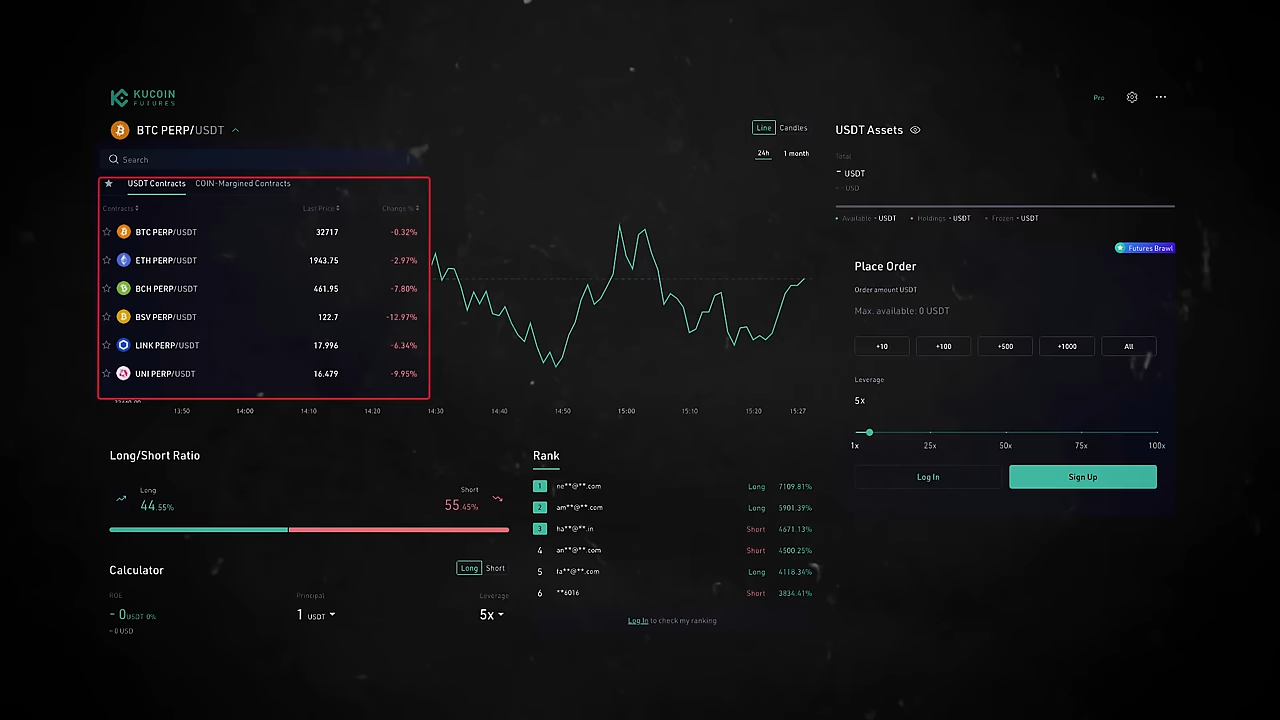 KUCOIN
FUTURES
Pro
BTC PERP/USDT
Line Candles
24h 1 month
USDT Assets
Search
Total
- USDT
- USD
USDT Contracts COIN-Margined Contracts
Contracts Last Price Change %
BTC PERP/USDT 32717 -0.32%
ETH PERP/USDT 1943.75 -2.97%
BCH PERP/USDT 461.95 -7.80%
BSV PERP/USDT 122.7 -12.97%
LINK PERP/USDT 17.996 -6.34%
UNI PERP/USDT 16.479 -9.95%
13:50 14:00 14:10 14:20 14:30 14:40 14:50 15:00 15:10 15:20 15:27
Available - USDT Holdings - USDT Frozen - USDT
Futures Brawl
Place Order
Order amount USDT
Max. available: 0 USDT
+10 +100 +500 +1000 All
Leverage
5x
1x 25x 50x 75x 100x
Log In Sign Up
Long/Short Ratio
Long Short
44.55% 55.45%
Calculator
Long Short
ROE Principal Leverage
- 0USDT 0% 1 USDT 5x
≈ 0 USD
Rank
1 ne**@**.com Long 7109.81%
2 am**@**.com Long 5901.39%
3 ha**@**.in Short 4671.13%
4 an**@**.com Short 4500.25%
5 fa**@**.com Long 4118.34%
6 **6016 Short 3834.41%
Log In to check my ranking